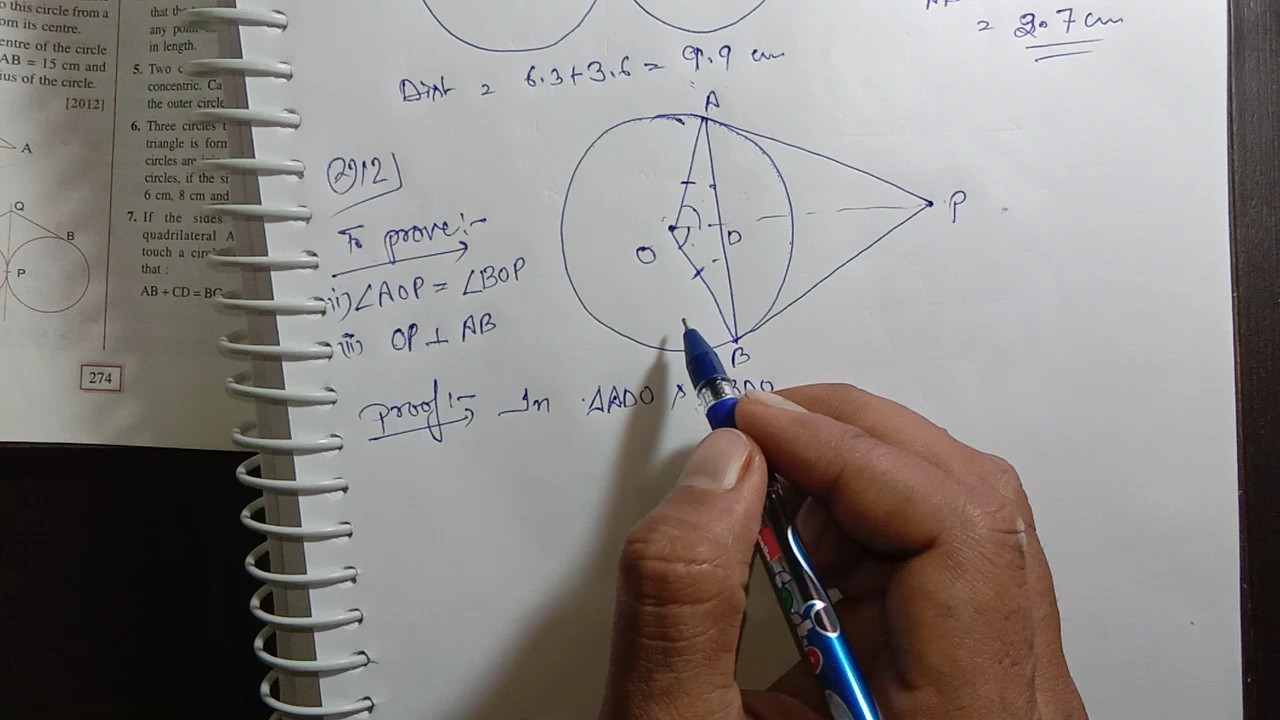 o this circle from a
om its centre.
entre of the circle
AB = 15 cm and
ius of the circle.
[2012]
A
Q
B
P
that
any
in length.
5. Two
concentric. Ca
the outer circle
6. Three circles
triangle is forn
circles are
circles, if the si
6 cm, 8 cm and
7. If the sides
quadrilateral A
touch a circ
that :
AB + CD = BC
274
= 2.7 cm
Dist = 6.3+3.6 = 9.9 cm
A
P
O
D
B
To prove:-
ii) ∠AOP = ∠BOP
iii) OP ⊥ AB
Proof:- In ΔADO